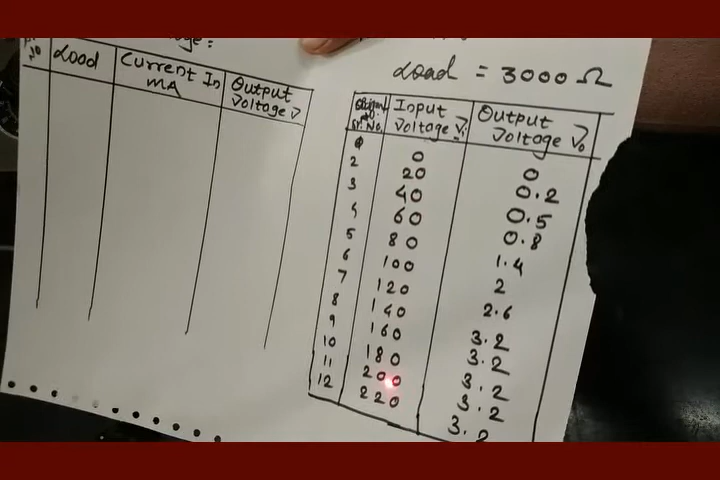 Load
Current In
mA
Output
Voltage V
Load = 3000 Ω
Sr. No.
Input
Voltage Vi
Output
Voltage Vo
1 0 0
2 20 0.2
3 40 0.5
4 60 0.8
5 80 1.4
6 100 2
7 120 2.6
8 140 3.2
9 160 3.2
10 180 3.2
11 200 3.2
12 220 3.2